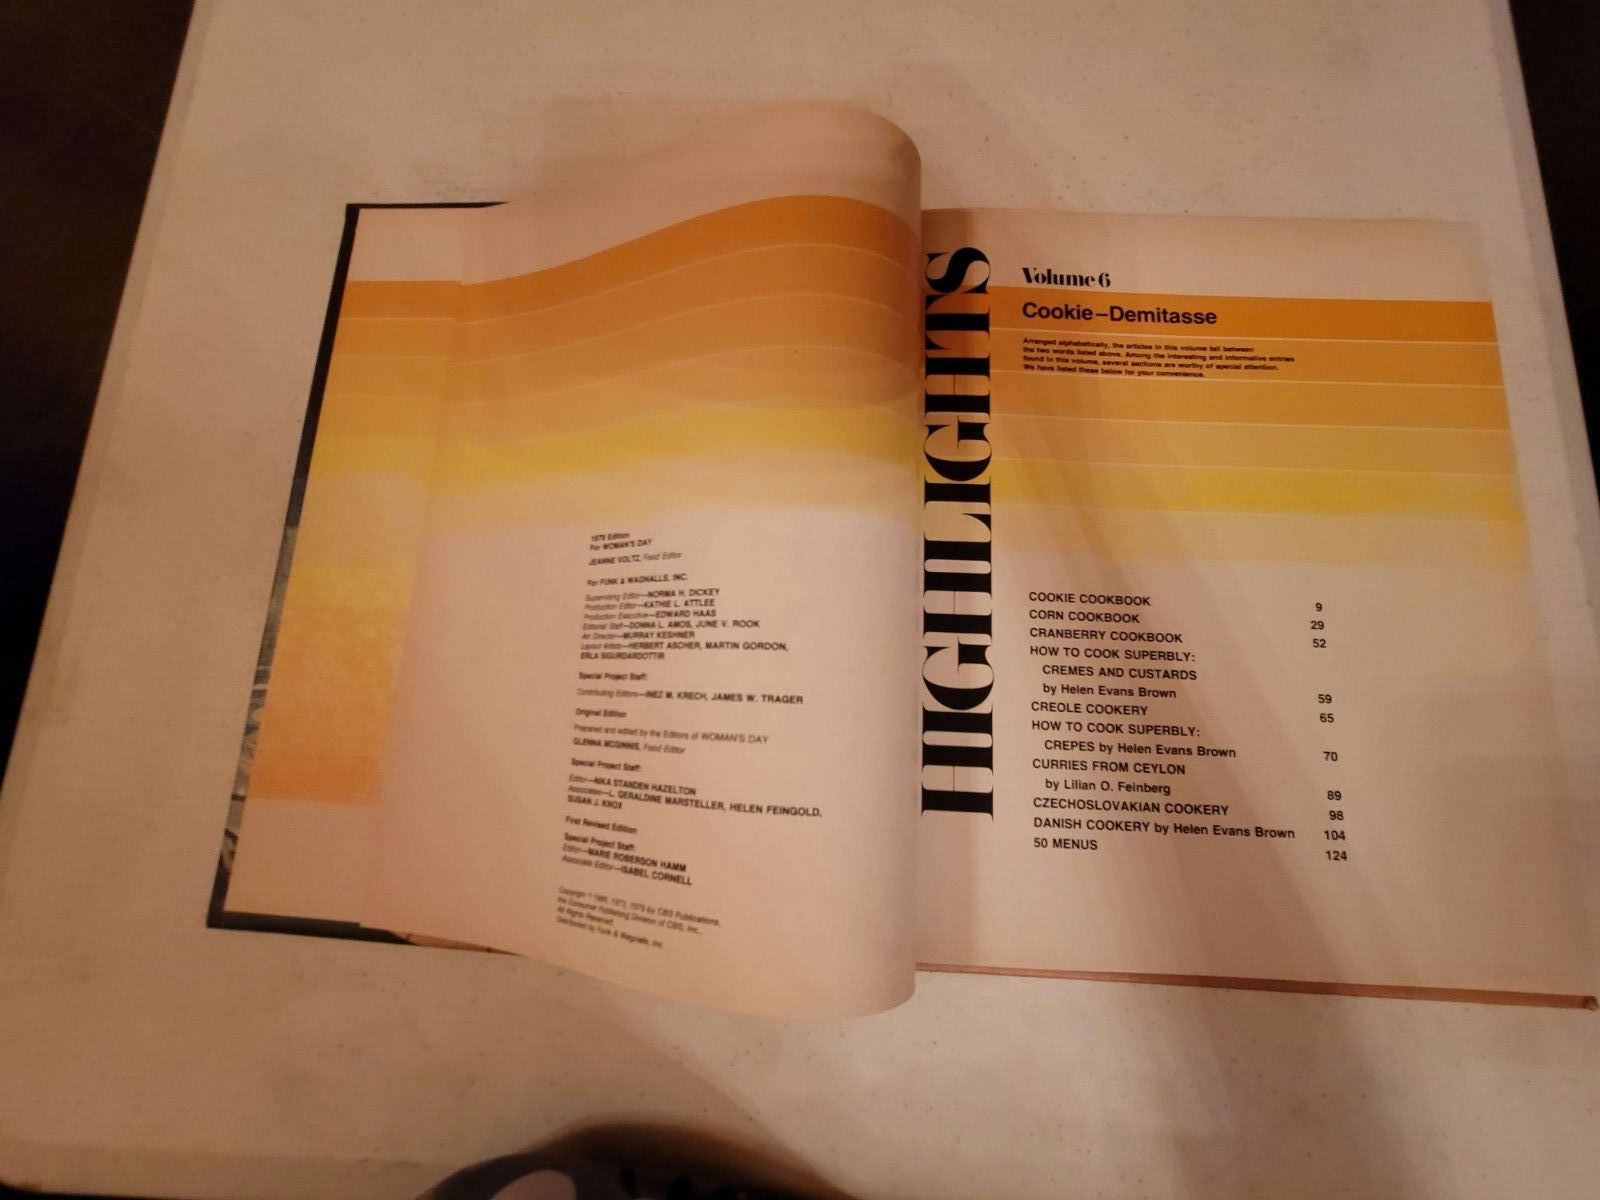 1979 Edition
For WOMAN'S DAY
JEANNE VOLTZ, Food Editor
For FUNK & WAGNALLS, INC.
Supervising Editor—NORMA H. DICKEY
Production Editor—KATHIE L. ATTLEE
Production Executive—EDWARD HAAS
Editorial Staff—DONNA L. AMOS, JUNE V. ROOK
Art Director—MURRAY KESHNER
Layout Artists—HERBERT ASCHER, MARTIN GORDON,
ERLA SIGURDARDOTTIR
Special Project Staff:
Contributing Editors—INEZ M. KRECH, JAMES W. TRAGER
Original Edition
Prepared and edited by the Editors of WOMAN'S DAY
GLENNA MCGINNIS, Food Editor
Special Project Staff:
Editor—NIKA STANDEN HAZELTON
Associates—L. GERALDINE MARSTELLER, HELEN FEINGOLD,
SUSAN J. KNOX
First Revised Edition
Special Project Staff:
Editor—MARIE ROBERSON HAMM
Associate Editor—ISABEL CORNELL
Copyright © 1966, 1973, 1979 by CBS Publications,
the Consumer Publishing Division of CBS, Inc.,
All Rights Reserved
Distributed by Funk & Wagnalls, Inc.
HIGHLIGHTS
Volume 6
Cookie–Demitasse
Arranged alphabetically, the articles in this volume fall between
the two words listed above. Among the interesting and informative entries
found in this volume, several sections are worthy of special attention.
We have listed these below for your convenience.
COOKIE COOKBOOK 9
CORN COOKBOOK 29
CRANBERRY COOKBOOK 52
HOW TO COOK SUPERBLY:
CREMES AND CUSTARDS
by Helen Evans Brown 59
CREOLE COOKERY 65
HOW TO COOK SUPERBLY:
CREPES by Helen Evans Brown 70
CURRIES FROM CEYLON
by Lilian O. Feinberg 89
CZECHOSLOVAKIAN COOKERY 98
DANISH COOKERY by Helen Evans Brown 104
50 MENUS 124